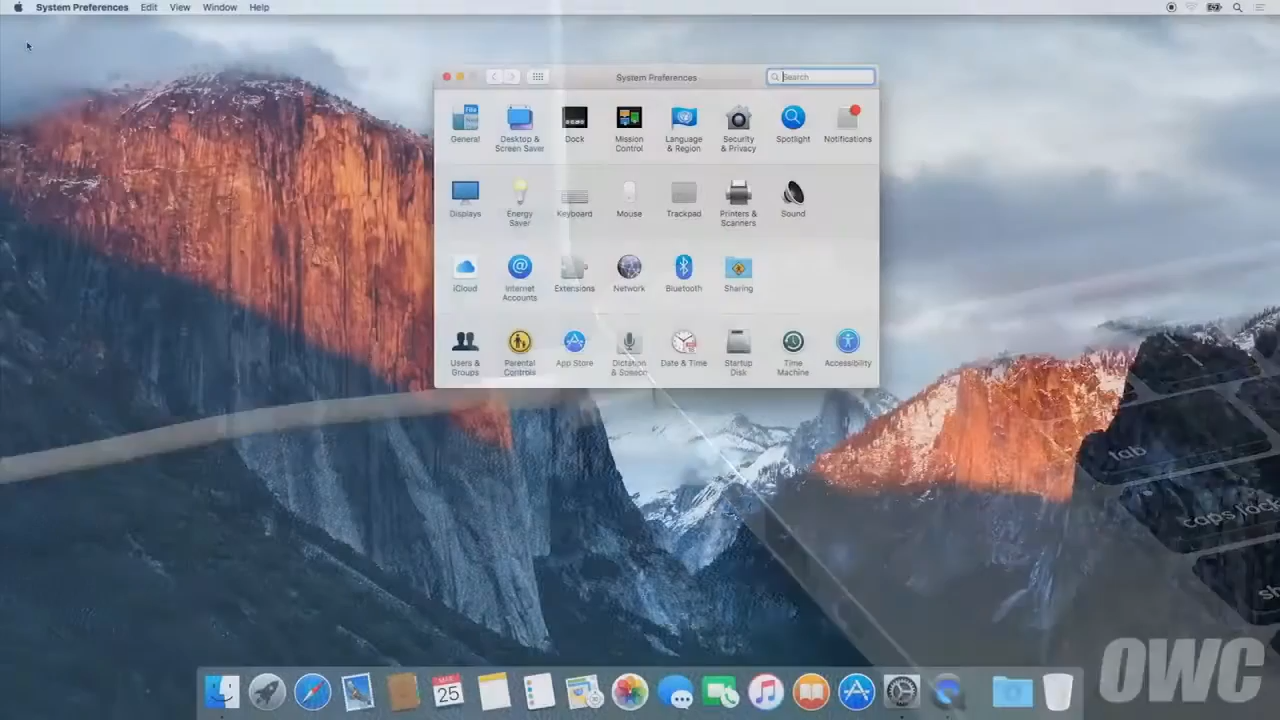 System Preferences Edit View Window Help
System Preferences
Search
General
Desktop &
Screen Saver
Dock
Mission
Control
Language
& Region
Security
& Privacy
Spotlight
Notifications
Displays
Energy
Saver
Keyboard
Mouse
Trackpad
Printers &
Scanners
Sound
iCloud
Internet
Accounts
Extensions
Network
Bluetooth
Sharing
Users &
Groups
Parental
Controls
App Store
Dictation
& Speech
Date & Time
Startup
Disk
Time
Machine
Accessibility
tab
caps lock
sh
25
OWC